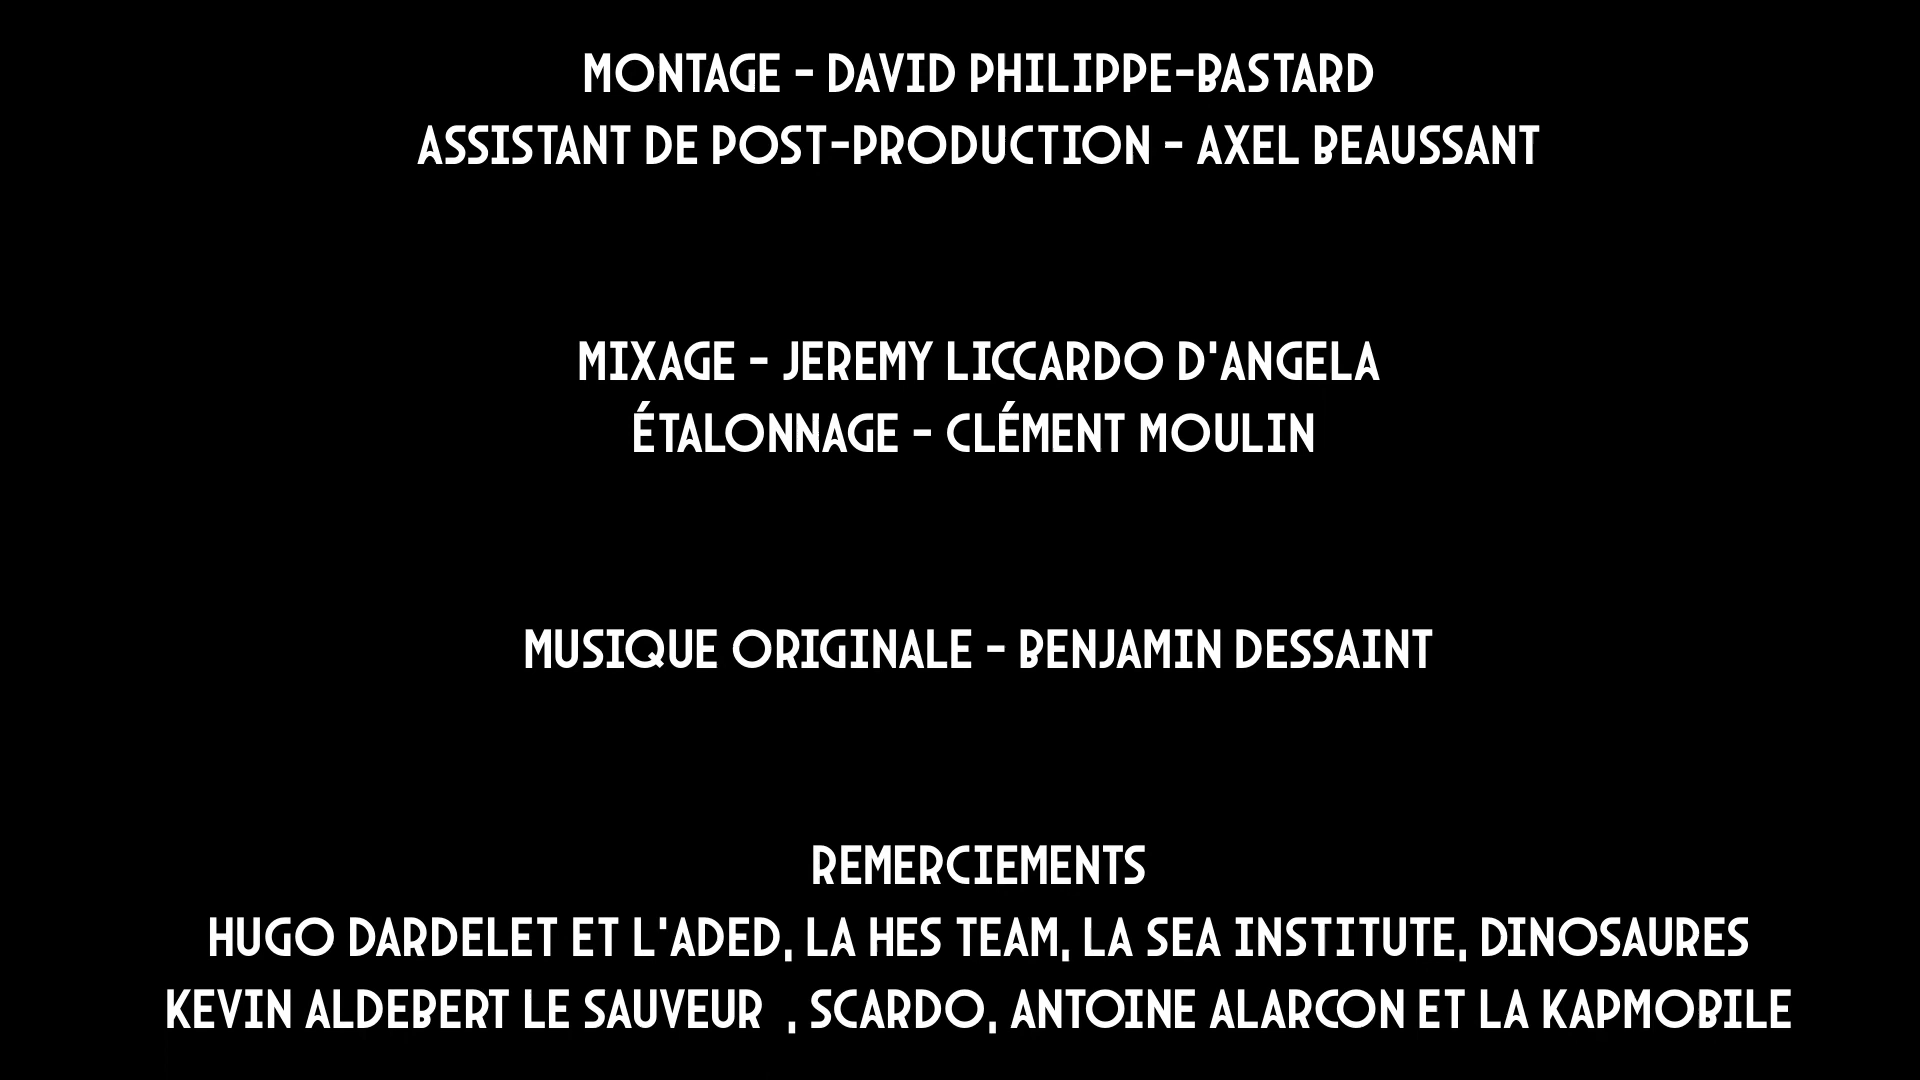 MONTAGE - DAVID PHILIPPE-BASTARD
ASSISTANT DE POST-PRODUCTION - AXEL BEAUSSANT
MIXAGE - JEREMY LICCARDO D'ANGELA
ÉTALONNAGE - CLÉMENT MOULIN
MUSIQUE ORIGINALE - BENJAMIN DESSAINT
REMERCIEMENTS
HUGO DARDELET ET L'ADED, LA HES TEAM, LA SEA INSTITUTE, DINOSAURES
KEVIN ALDEBERT LE SAUVEUR , SCARDO, ANTOINE ALARCON ET LA KAPMOBILE